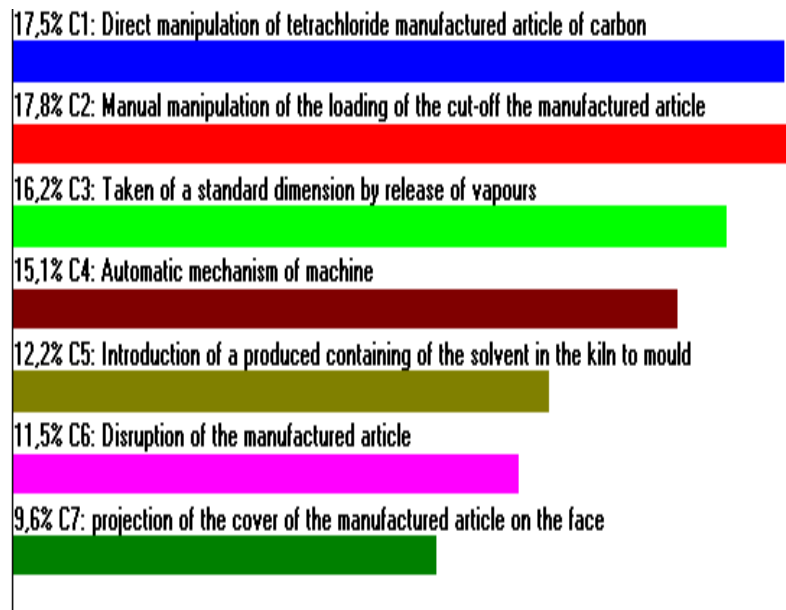 17,5% C1: Direct manipulation of tetrachloride manufactured article of carbon
17,8% C2: Manual manipulation of the loading of the cut-off the manufactured article
16,2% C3: Taken of a standard dimension by release of vapours
15,1% C4: Automatic mechanism of machine
12,2% C5: Introduction of a produced containing of the solvent in the kiln to mould
11,5% C6: Disruption of the manufactured article
9,6% C7: projection of the cover of the manufactured article on the face